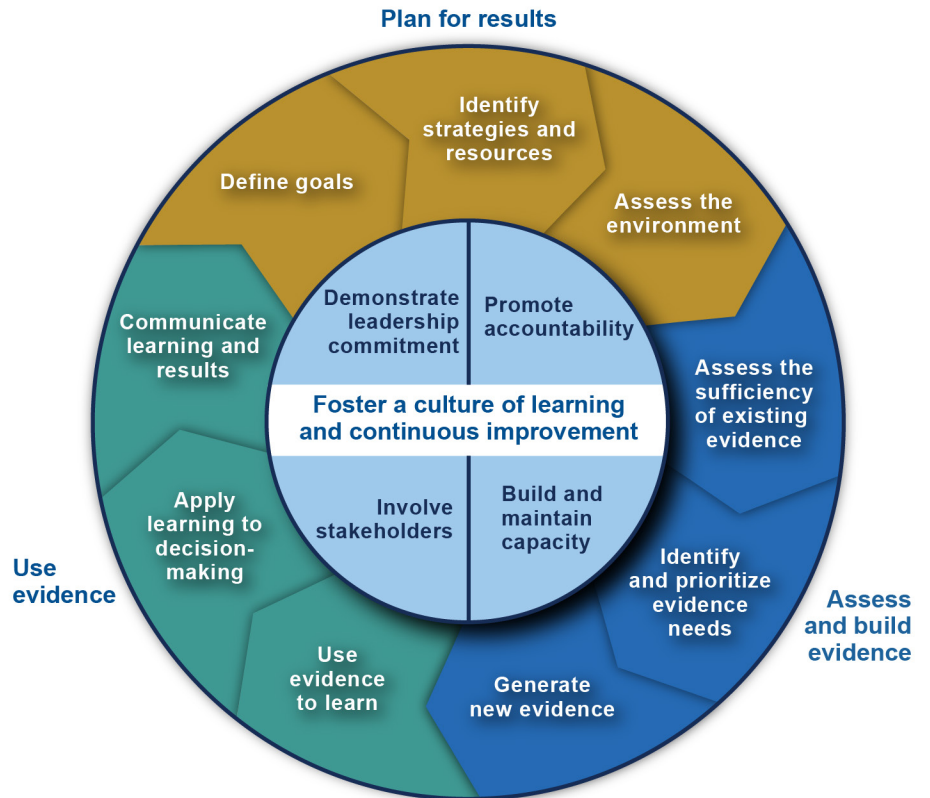 Plan for results
Identify
strategies and
resources
Define goals
Assess the
environment
Communicate
learning and
results
Demonstrate
leadership
commitment
Promote
accountability
Assess the
sufficiency
of existing
evidence
Foster a culture of learning
and continuous improvement
Apply
learning to
decision-
making
Involve
stakeholders
Build and
maintain
capacity
Identify
and prioritize
evidence
needs
Use
evidence
Assess
and build
evidence
Use
evidence
to learn
Generate
new evidence